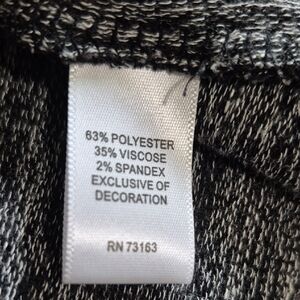 63% POLYESTER
35% VISCOSE
2% SPANDEX
EXCLUSIVE OF
DECORATION
RN 73163